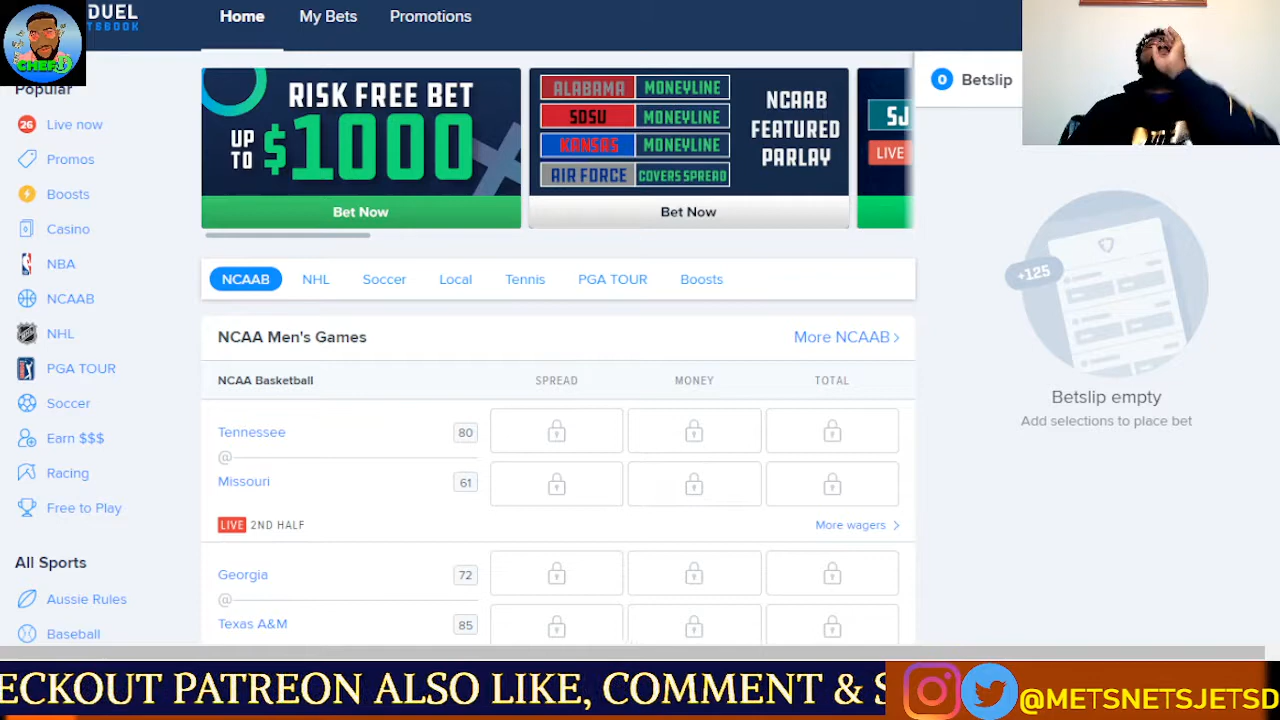 DUEL
TSBOOK
Home
My Bets
Promotions
CHEF
Popular
26 Live now
Promos
Boosts
Casino
NBA
NCAAB
NHL
PGA TOUR
Soccer
Earn $$$
Racing
Free to Play
All Sports
Aussie Rules
Baseball
RISK FREE BET
UP TO $1000
Bet Now
ALABAMA MONEYLINE
SDSU MONEYLINE
KANSAS MONEYLINE
AIR FORCE COVERS SPREAD
NCAAB
FEATURED
PARLAY
Bet Now
SJ
LIVE
NCAAB
NHL
Soccer
Local
Tennis
PGA TOUR
Boosts
NCAA Men's Games
More NCAAB >
NCAA Basketball
SPREAD
MONEY
TOTAL
Tennessee 80
@
Missouri 61
LIVE 2ND HALF
More wagers >
Georgia 72
@
Texas A&M 85
0 Betslip
+125
Betslip empty
Add selections to place bet
ECKOUT PATREON ALSO LIKE, COMMENT & S
@METSNETSJETSD